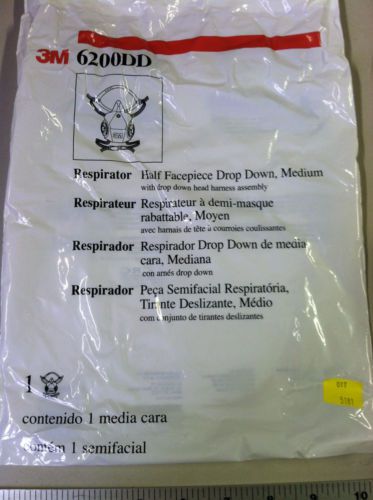 3M 6200DD
Respirator Half Facepiece Drop Down, Medium
with drop down head harness assembly
Respirateur Respirateur à demi-masque
rabattable, Moyen
avec harnais de tête à courroies coulissantes
Respirador Respirador Drop Down de media
cara, Mediana
con arnés drop down
Respirador Peça Semifacial Respiratória,
Tirante Deslizante, Médio
com conjunto de tirantes deslizantes
1
contenido 1 media cara
contém 1 semifacial
5181
9 10